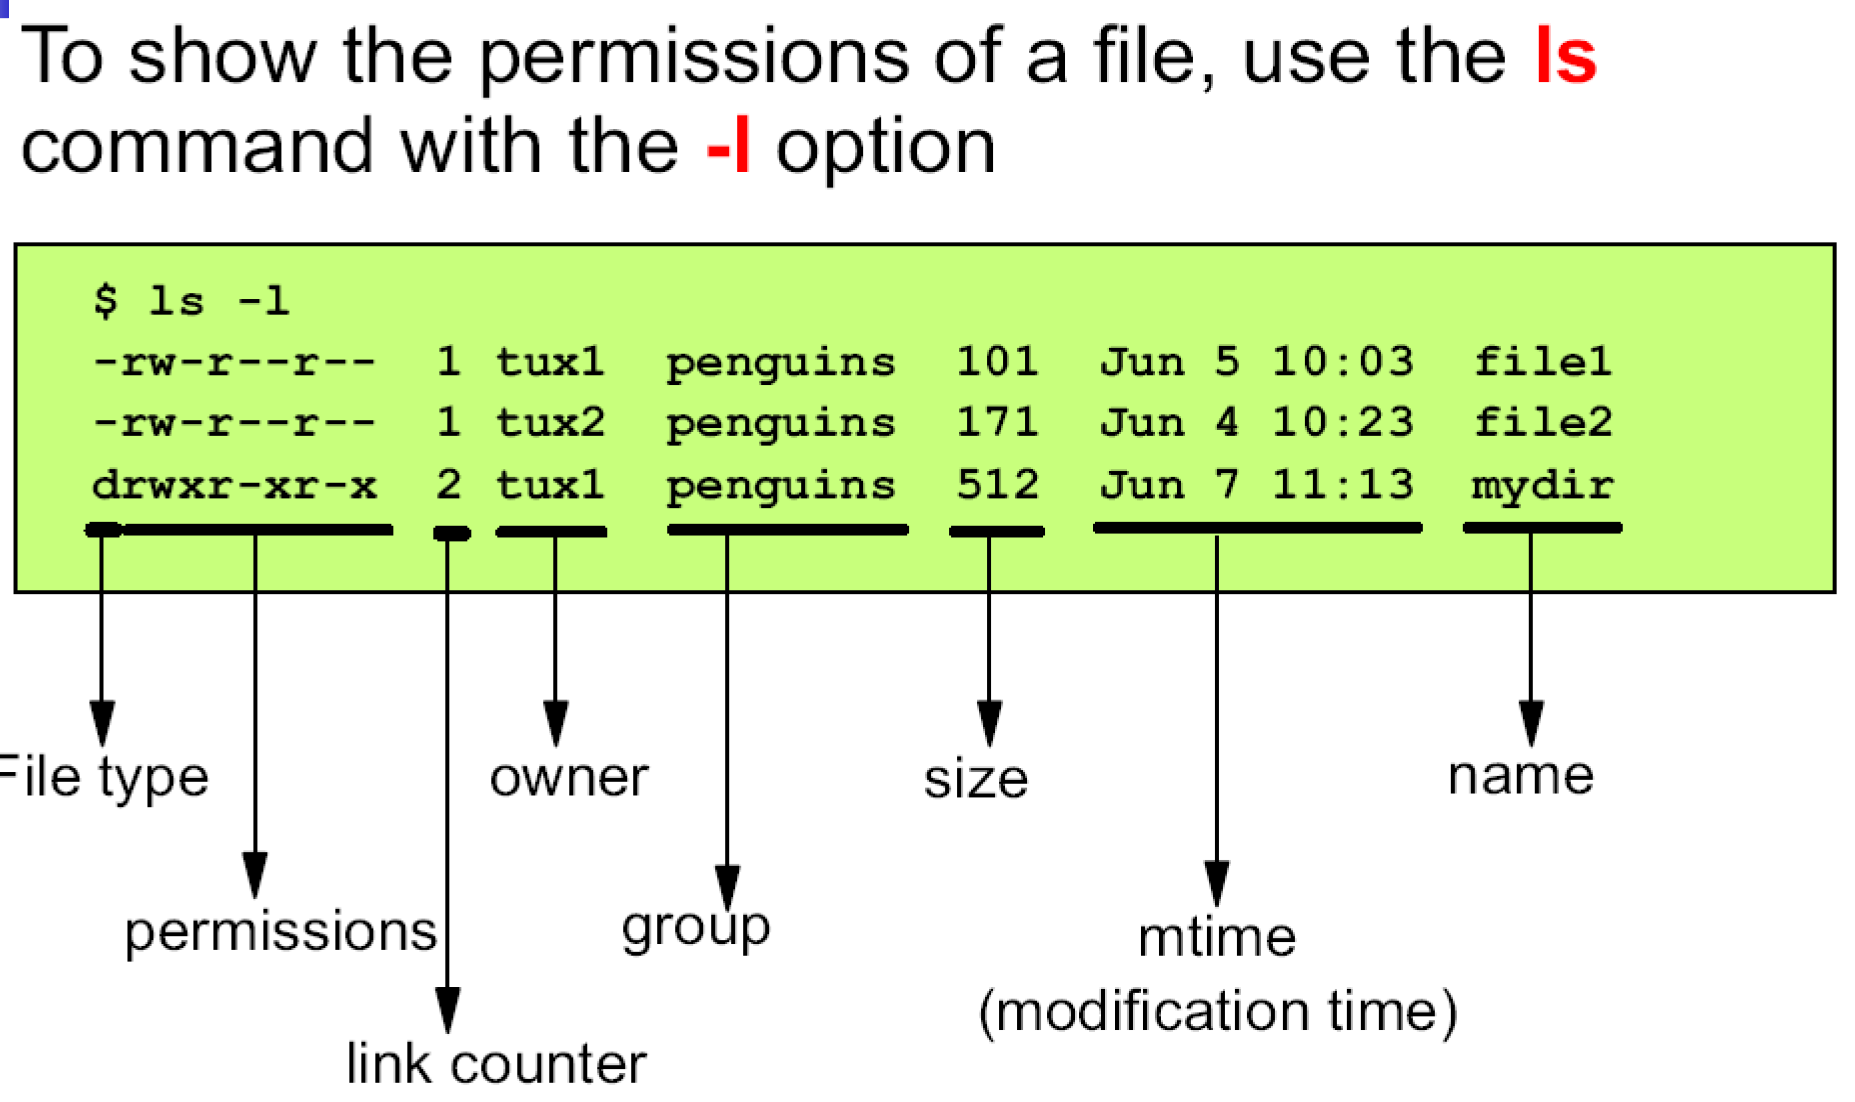 To show the permissions of a file, use the ls
command with the -l option
$ ls -l
-rw-r--r-- 1 tux1 penguins 101 Jun 5 10:03 file1
-rw-r--r-- 1 tux2 penguins 171 Jun 4 10:23 file2
drwxr-xr-x 2 tux1 penguins 512 Jun 7 11:13 mydir
File type owner size name
permissions group mtime
(modification time)
link counter